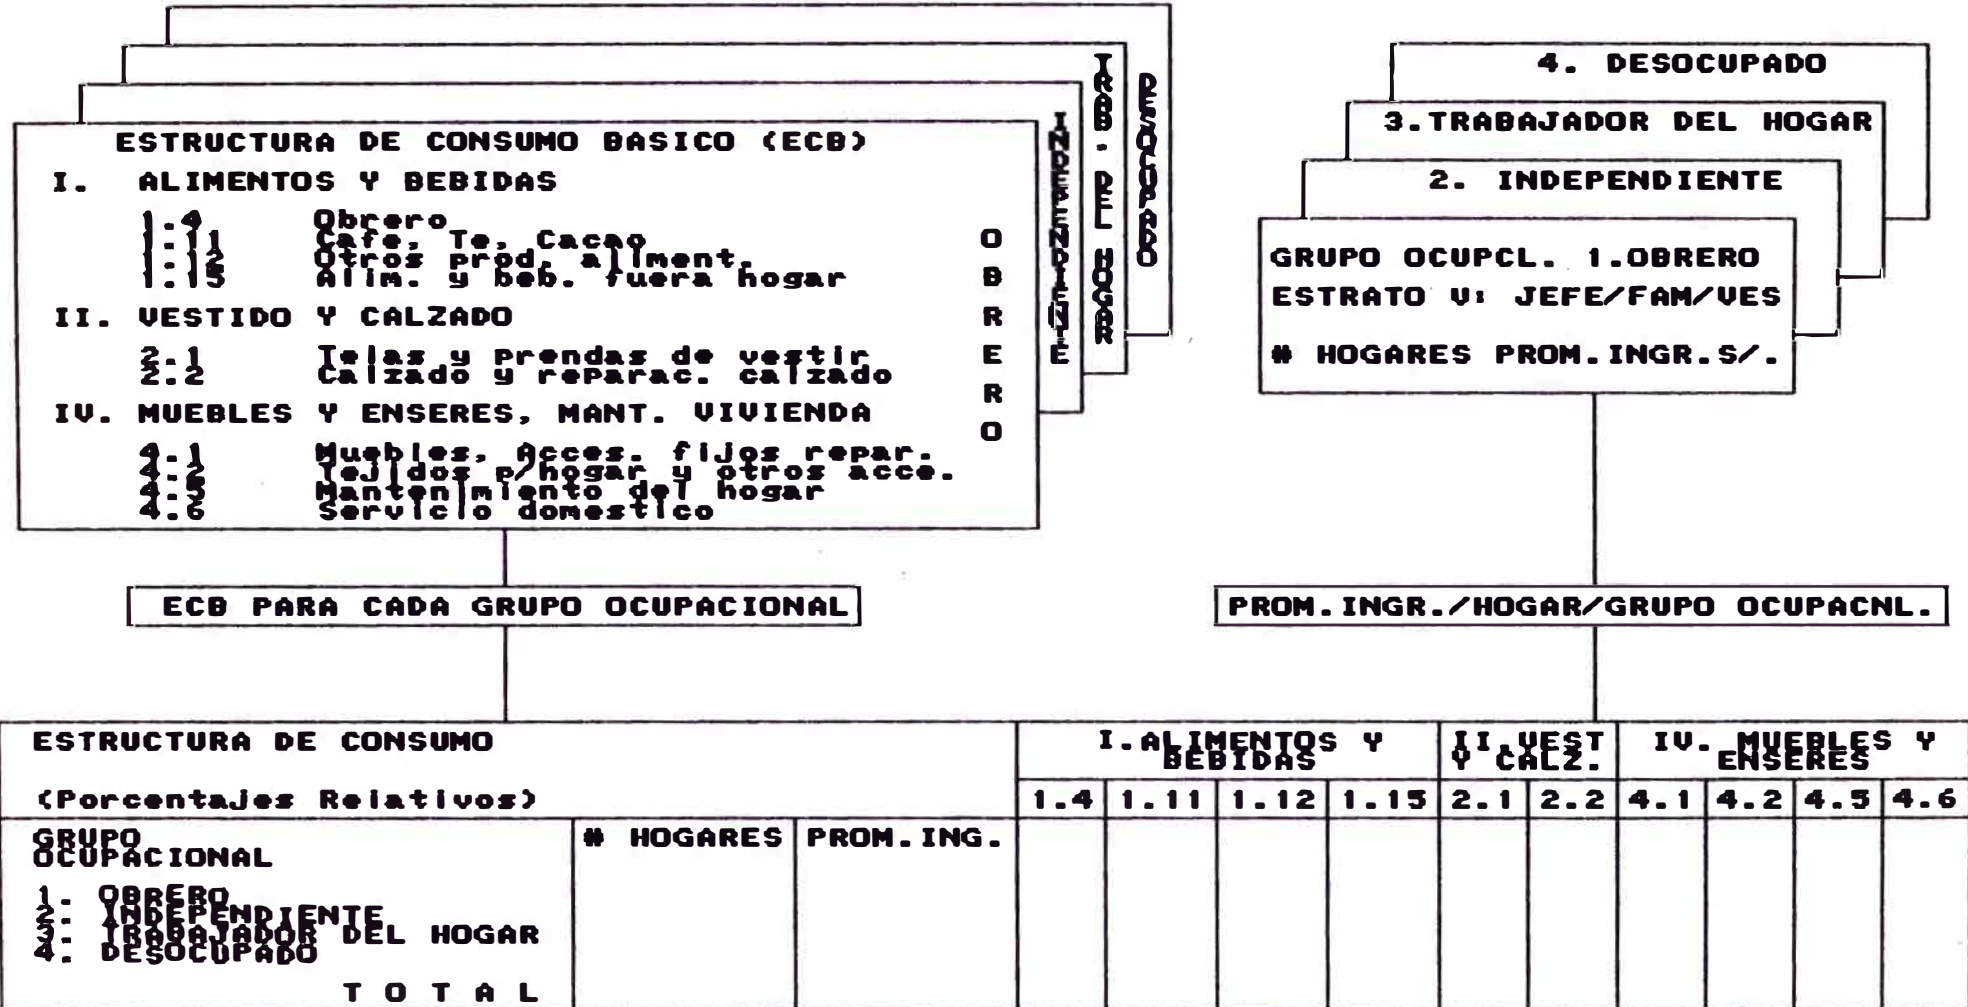 ESTRUCTURA DE CONSUMO BASICO (ECB)
I. ALIMENTOS Y BEBIDAS
1.4 Obrero
1.11 Cafe, Te, Cacao
1.12 Otros prod. aliment.
1.15 Alim. y beb. fuera hogar
II. VESTIDO Y CALZADO
2.1 Telas y prendas de vestir
2.2 Calzado y reparac. calzado
IV. MUEBLES Y ENSERES, MANT. VIVIENDA
4.1 Muebles, Acces. fijos repar.
4.2 Tejidos p/hogar y otros acce.
4.5 Mantenimiento del hogar
4.6 Servicio domestico
OBRERO
INDEPENDIENTE
TRAB. DEL HOGAR
DESOCUPADO
4. DESOCUPADO
3.TRABAJADOR DEL HOGAR
2. INDEPENDIENTE
GRUPO OCUPCL. 1.OBRERO
ESTRATO V: JEFE/FAM/VES
# HOGARES PROM.INGR.S/.
ECB PARA CADA GRUPO OCUPACIONAL
PROM.INGR./HOGAR/GRUPO OCUPACNL.
ESTRUCTURA DE CONSUMO
(Porcentajes Relativos)
I.ALIMENTOS Y
BEBIDAS
II.VEST
Y CALZ.
IV. MUEBLES Y
ENSERES
1.4 1.11 1.12 1.15 2.1 2.2 4.1 4.2 4.5 4.6
GRUPO
OCUPACIONAL
# HOGARES PROM.ING.
1. OBRERO
2. INDEPENDIENTE
3. TRABAJADOR DEL HOGAR
4. DESOCUPADO
T O T A L